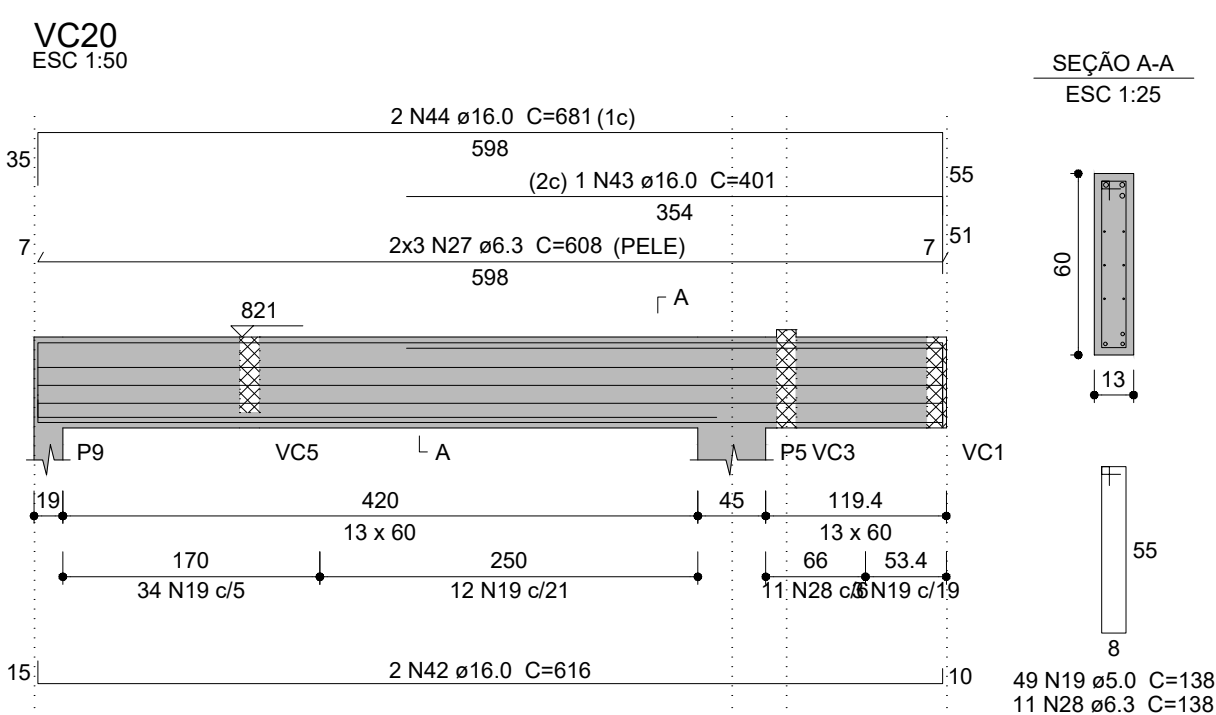 VC20
ESC 1:50
SEÇÃO A-A
ESC 1:25
2 N44 ø16.0 C=681 (1c)
598
35
55
(2c) 1 N43 ø16.0 C=401
354
51
7
2x3 N27 ø6.3 C=608 (PELE)
7
598
A
821
60
13
P9
VC5
A
P5 VC3
VC1
19
420
45
119.4
13 x 60
13 x 60
170
250
66
53.4
34 N19 c/5
12 N19 c/21
11 N28 c/6
3 N19 c/19
55
8
15
2 N42 ø16.0 C=616
10
49 N19 ø5.0 C=138
11 N28 ø6.3 C=138